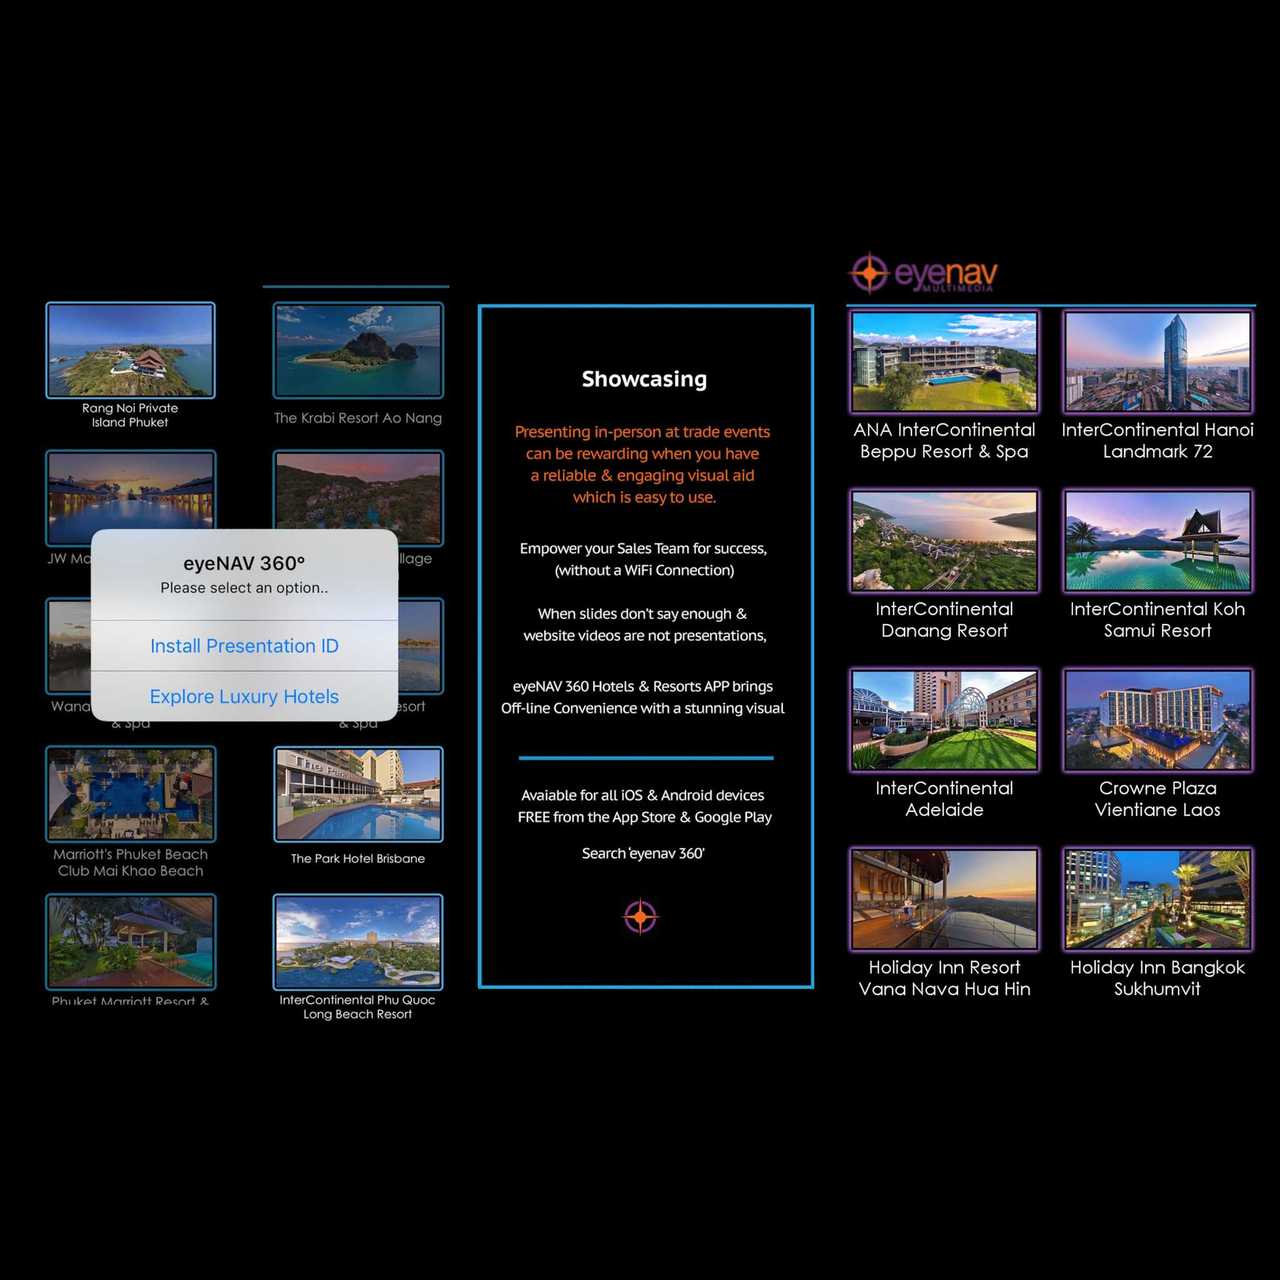 Rang Noi Private
Island Phuket
The Krabi Resort Ao Nang
JW Ma
llage
eyeNAV 360°
Please select an option..
Install Presentation ID
Explore Luxury Hotels
Wana
& Spa
esort
& Spa
Marriott's Phuket Beach
Club Mai Khao Beach
The Park Hotel Brisbane
Phuket Marriott Resort &
InterContinental Phu Quoc
Long Beach Resort
Showcasing
Presenting in-person at trade events
can be rewarding when you have
a reliable & engaging visual aid
which is easy to use.
Empower your Sales Team for success,
(without a WiFi Connection)
When slides don't say enough &
website videos are not presentations,
eyeNAV 360 Hotels & Resorts APP brings
Off-line Convenience with a stunning visual
Avaiable for all iOS & Android devices
FREE from the App Store & Google Play
Search 'eyenav 360'
eyenav
MULTIMEDIA
ANA InterContinental
Beppu Resort & Spa
InterContinental Hanoi
Landmark 72
InterContinental
Danang Resort
InterContinental Koh
Samui Resort
InterContinental
Adelaide
Crowne Plaza
Vientiane Laos
Holiday Inn Resort
Vana Nava Hua Hin
Holiday Inn Bangkok
Sukhumvit